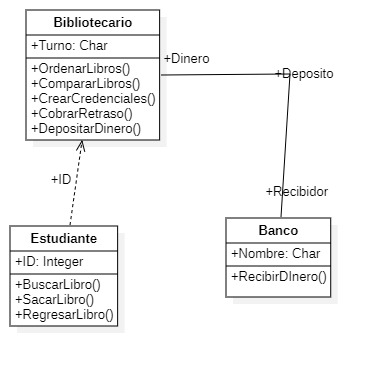 Bibliotecario
+Turno: Char
+OrdenarLibros()
+CompararLibros()
+CrearCredenciales()
+CobrarRetraso()
+DepositarDinero()
+Dinero
+Deposito
+ID
+Recibidor
Estudiante
+ID: Integer
+BuscarLibro()
+SacarLibro()
+RegresarLibro()
Banco
+Nombre: Char
+RecibirDInero()